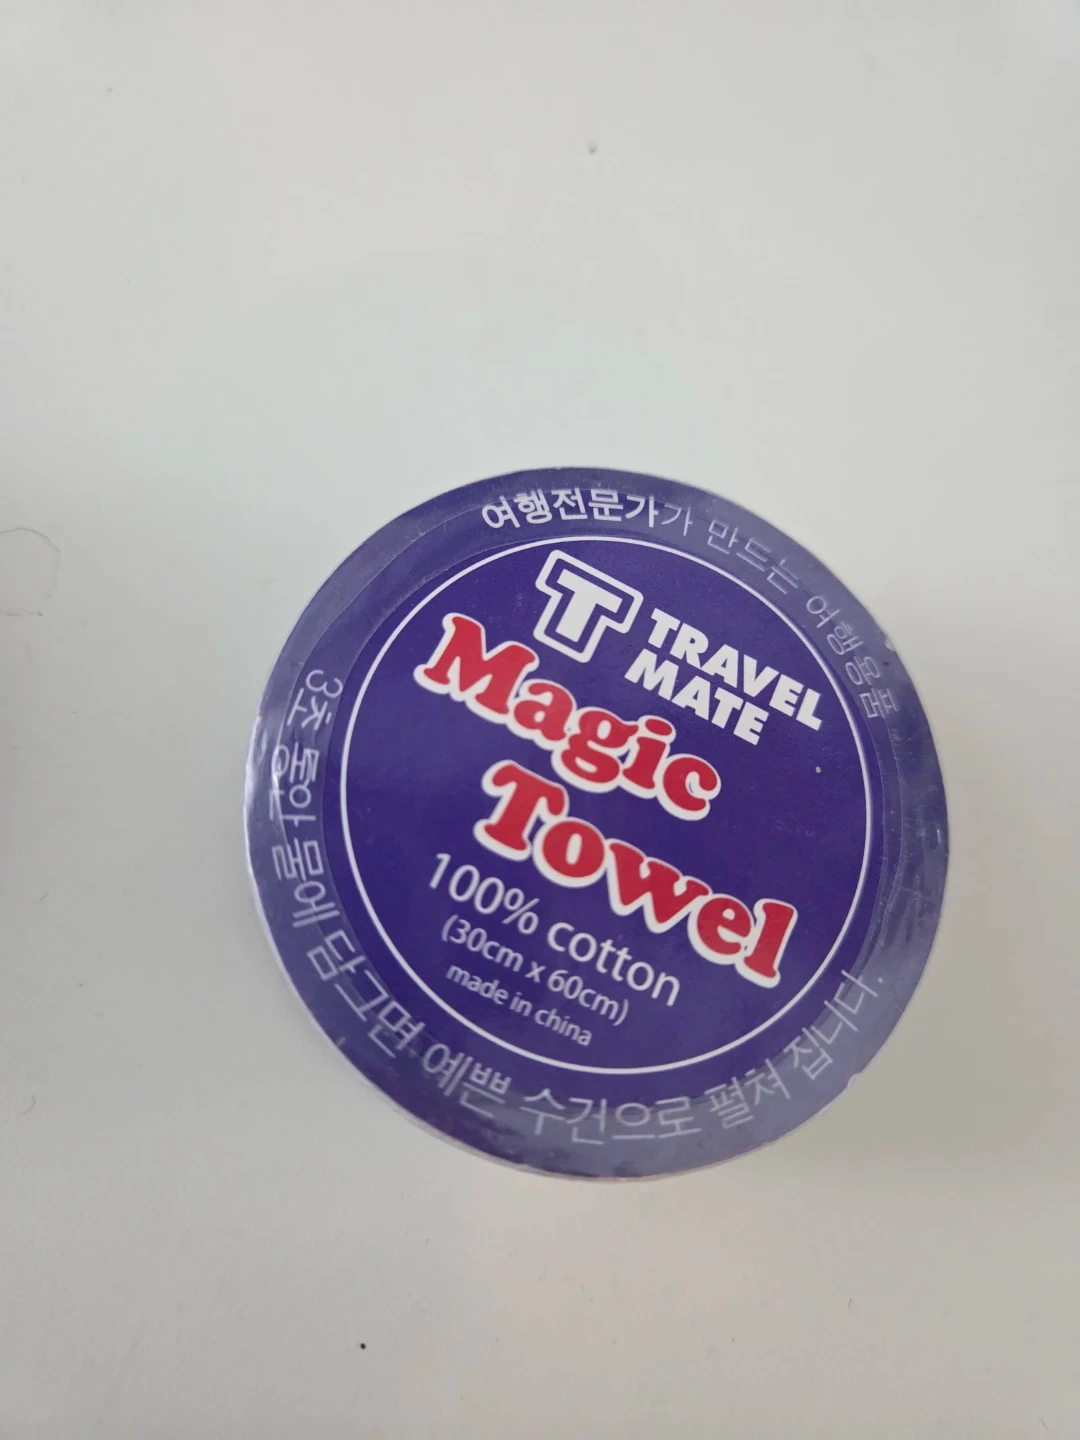 여행전문가가 만드는 여행용품
T
TRAVEL
MATE
Magic
Towel
100% cotton
(30cm x 60cm)
made in china
3초 동안 물에 담그면 예쁜 수건으로 펼쳐 집니다.